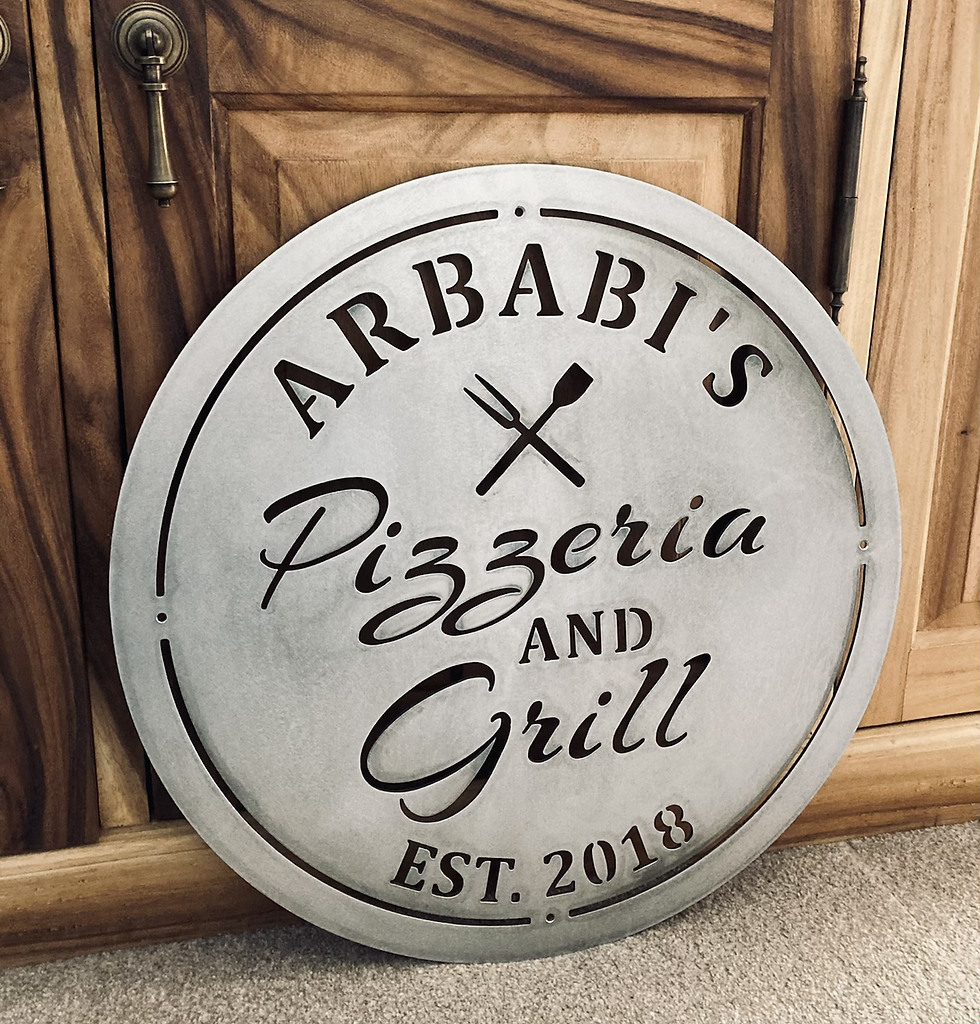 ARBABI'S
Pizzeria
AND
Grill
EST. 2018